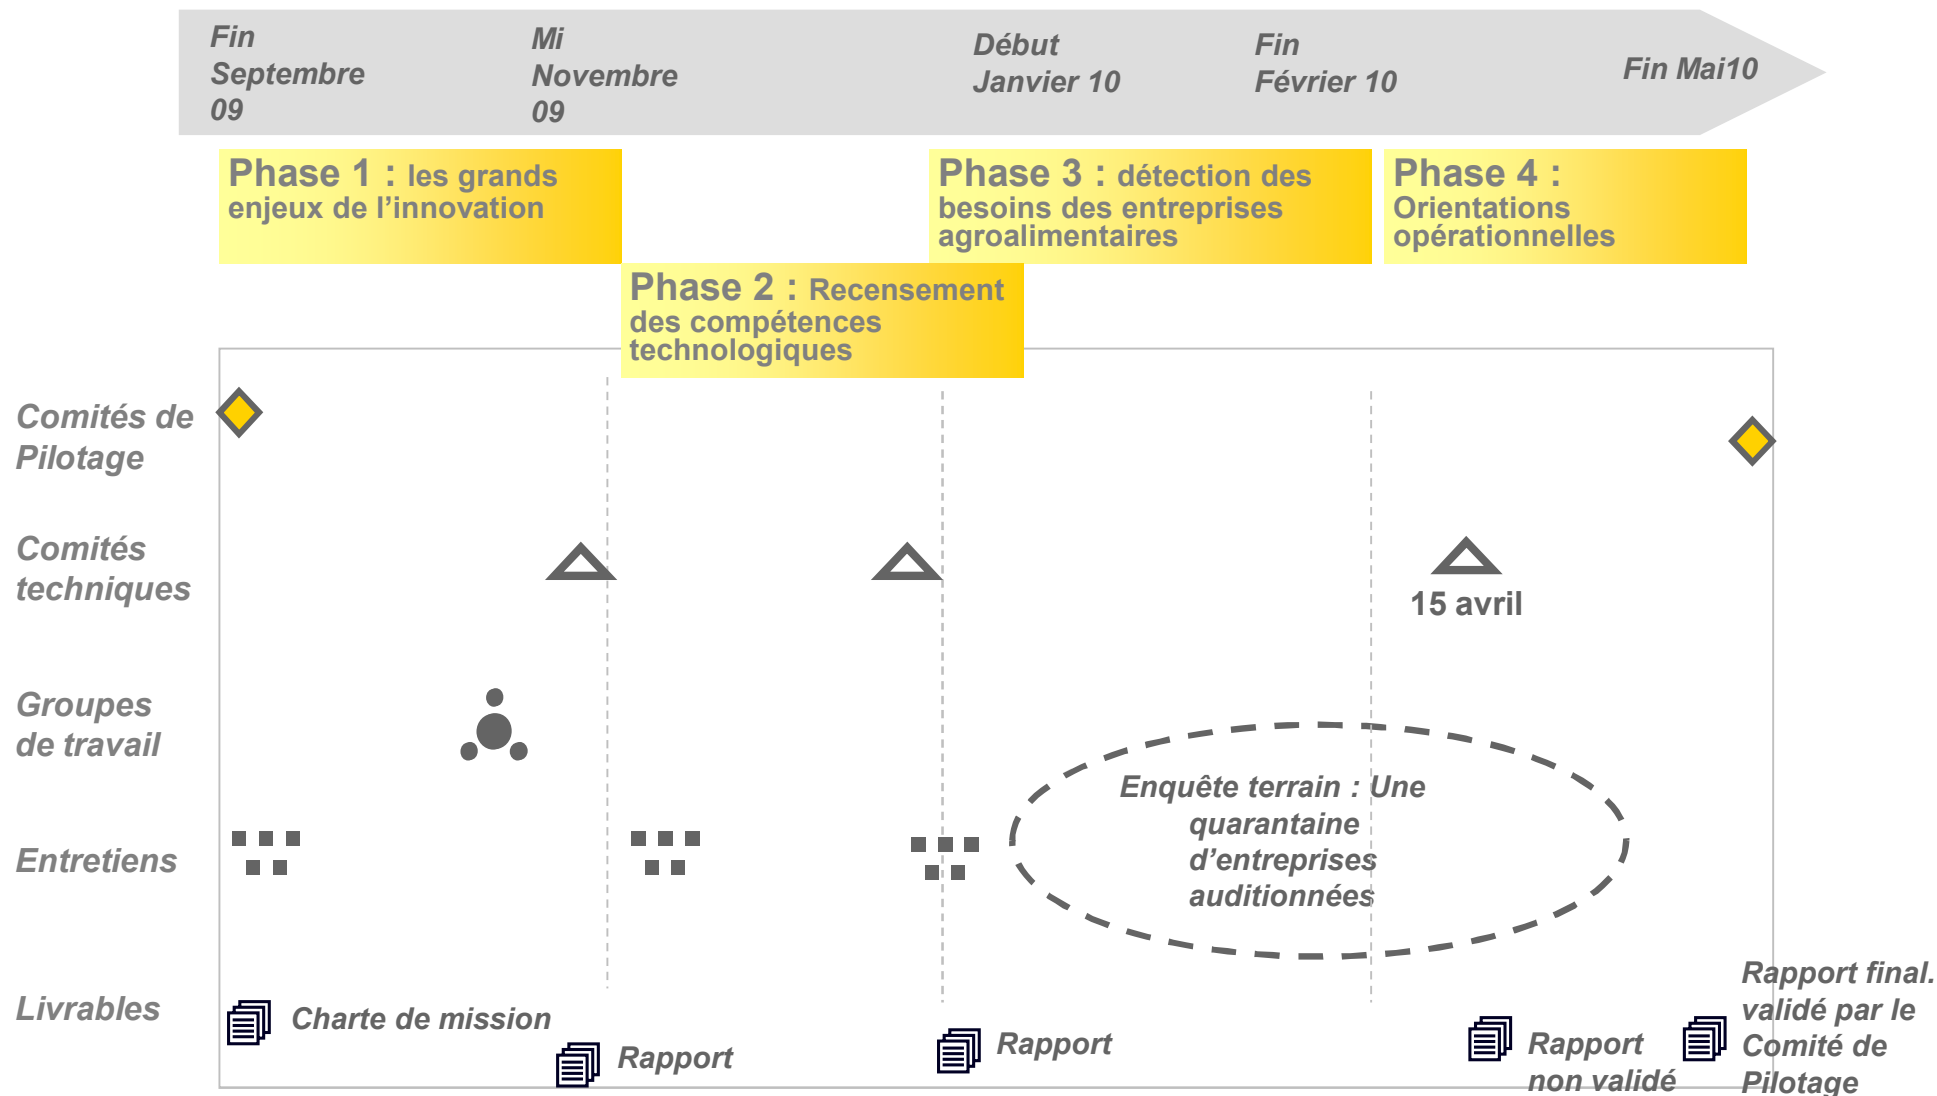 Fin
Septembre
09
Mi
Novembre
09
Début
Janvier 10
Fin
Février 10
Fin Mai10
Phase 1 : les grands
enjeux de l’innovation
Phase 2 : Recensement
des compétences
technologiques
Phase 3 : détection des
besoins des entreprises
agroalimentaires
Phase 4 :
Orientations
opérationnelles
Comités de
Pilotage
Comités
techniques
15 avril
Groupes
de travail
Enquête terrain : Une
quarantaine
d’entreprises
auditionnées
Entretiens
Livrables
Charte de mission
Rapport
Rapport
Rapport
non validé
Rapport final.
validé par le
Comité de
Pilotage